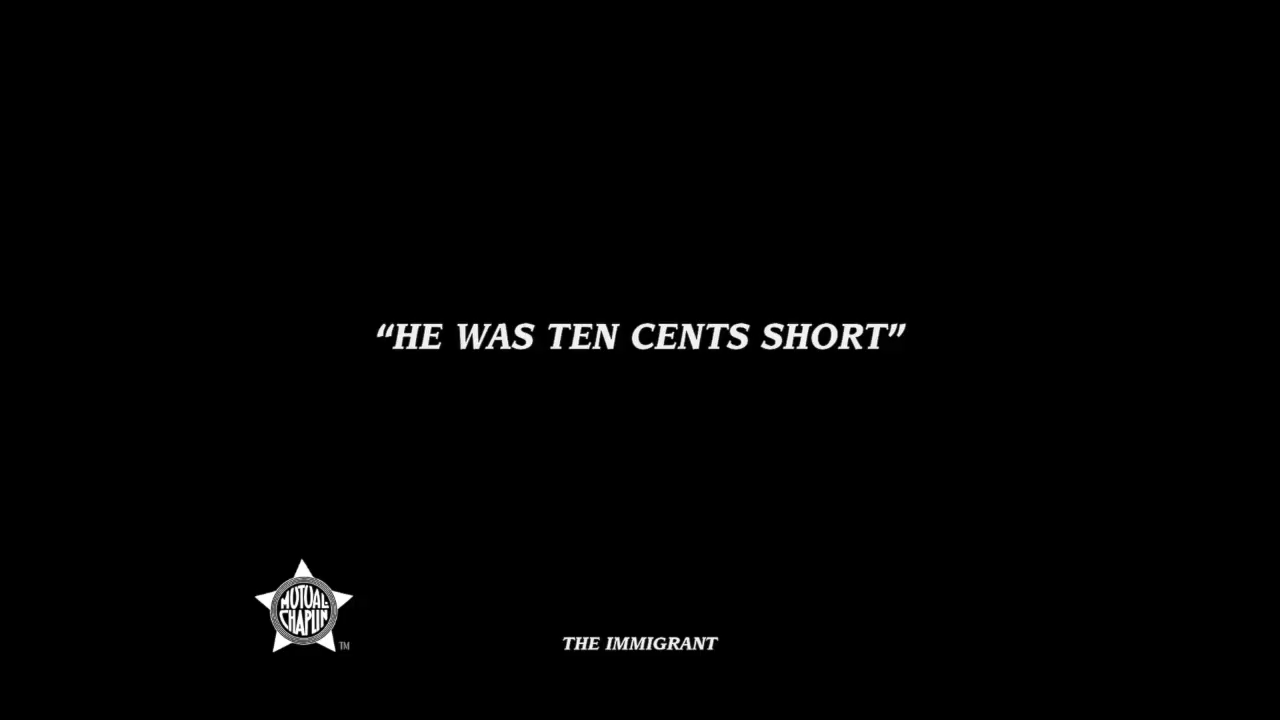 “HE WAS TEN CENTS SHORT”
MUTUAL
CHAPLIN
TM
THE IMMIGRANT